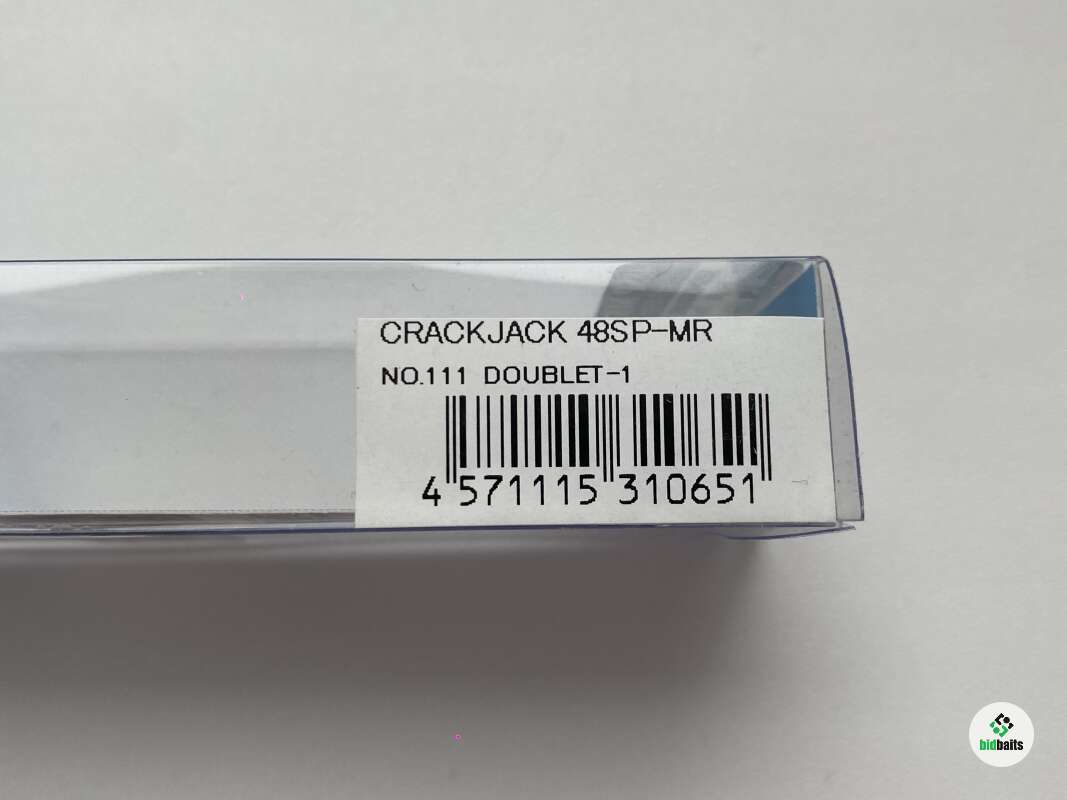 CRACKJACK 48SP-MR
NO.111 DOUBLET-1
4 571115 310651
bidbaits